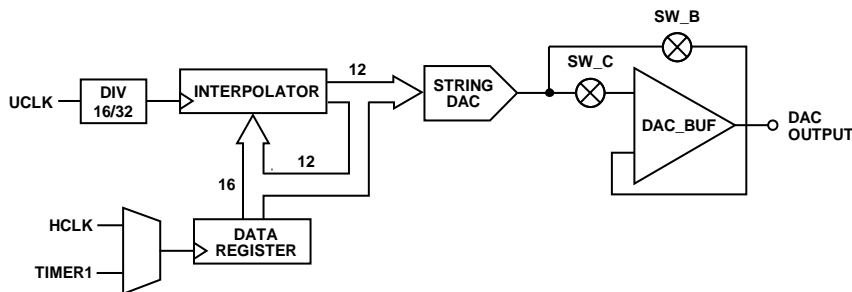 SW_B
12
SW_C
UCLK
DIV
16/32
INTERPOLATOR
STRING
DAC
DAC_BUF
DAC
OUTPUT
12
16
HCLK
TIMER1
DATA
REGISTER